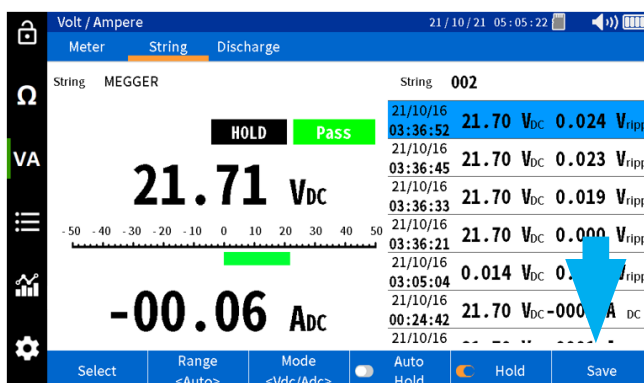 Volt / Ampere 21/10/21 05:05:22
Meter String Discharge
String MEGGER
HOLD Pass
21.71 VDC
-50 -40 -30 -20 -10 0 10 20 30 40 50
-00.06 ADC
String 002
21/10/16
03:36:52 21.70 VDC 0.024 Vripp
21/10/16
03:36:45 21.70 VDC 0.023 Vripp
21/10/16
03:36:33 21.70 VDC 0.019 Vripp
21/10/16
03:36:21 21.70 VDC 0.000 Vripp
21/10/16
03:05:04 0.014 VDC 0. Vripp
21/10/16
00:24:42 21.70 VDC -000 A DC
21/10/16
Ω
VA
Select
Range
<Auto>
Mode
<Vdc/Adc>
Auto
Hold
Hold
Save